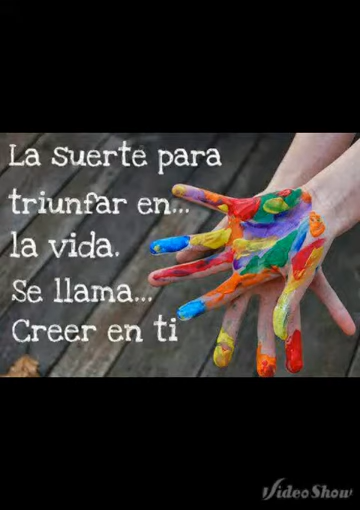 La suerte para
triunfar en...
la vida.
Se llama...
Creer en ti
VideoShow